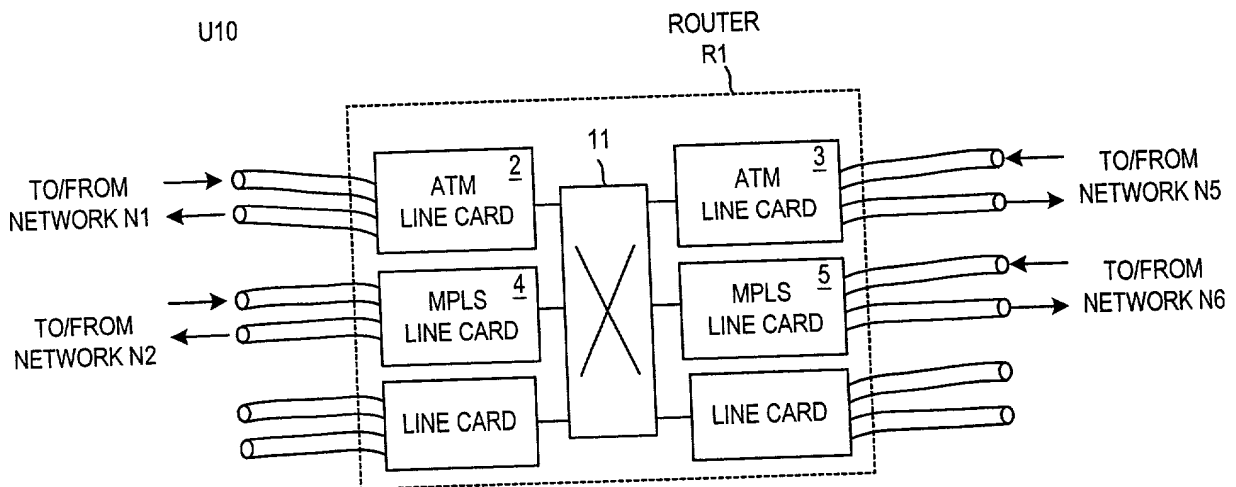 U10
ROUTER
R1
11
2
ATM
LINE CARD
3
ATM
LINE CARD
TO/FROM
NETWORK N1
TO/FROM
NETWORK N5
4
MPLS
LINE CARD
5
MPLS
LINE CARD
TO/FROM
NETWORK N2
TO/FROM
NETWORK N6
LINE CARD
LINE CARD